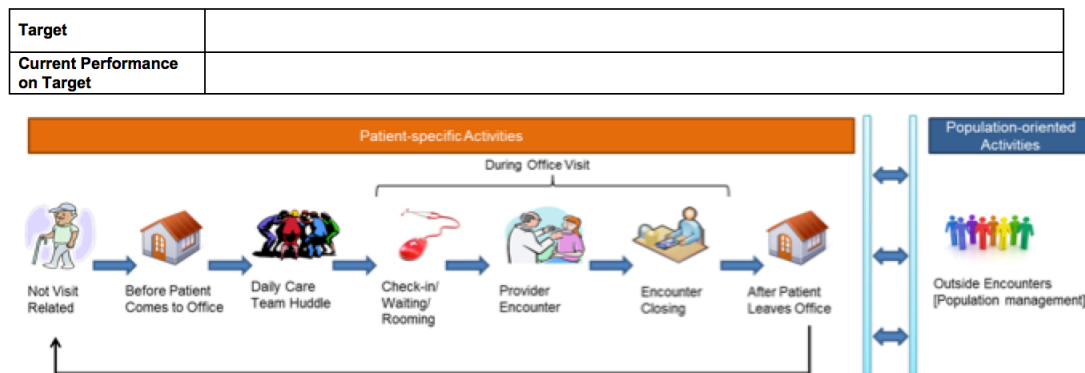 Target
Current Performance
on Target
Patient-specific Activities
Population-oriented
Activities
During Office Visit
Not Visit
Related
Before Patient
Comes to Office
Daily Care
Team Huddle
Check-in/
Waiting/
Rooming
Provider
Encounter
Encounter
Closing
After Patient
Leaves Office
Outside Encounters
[Population management]